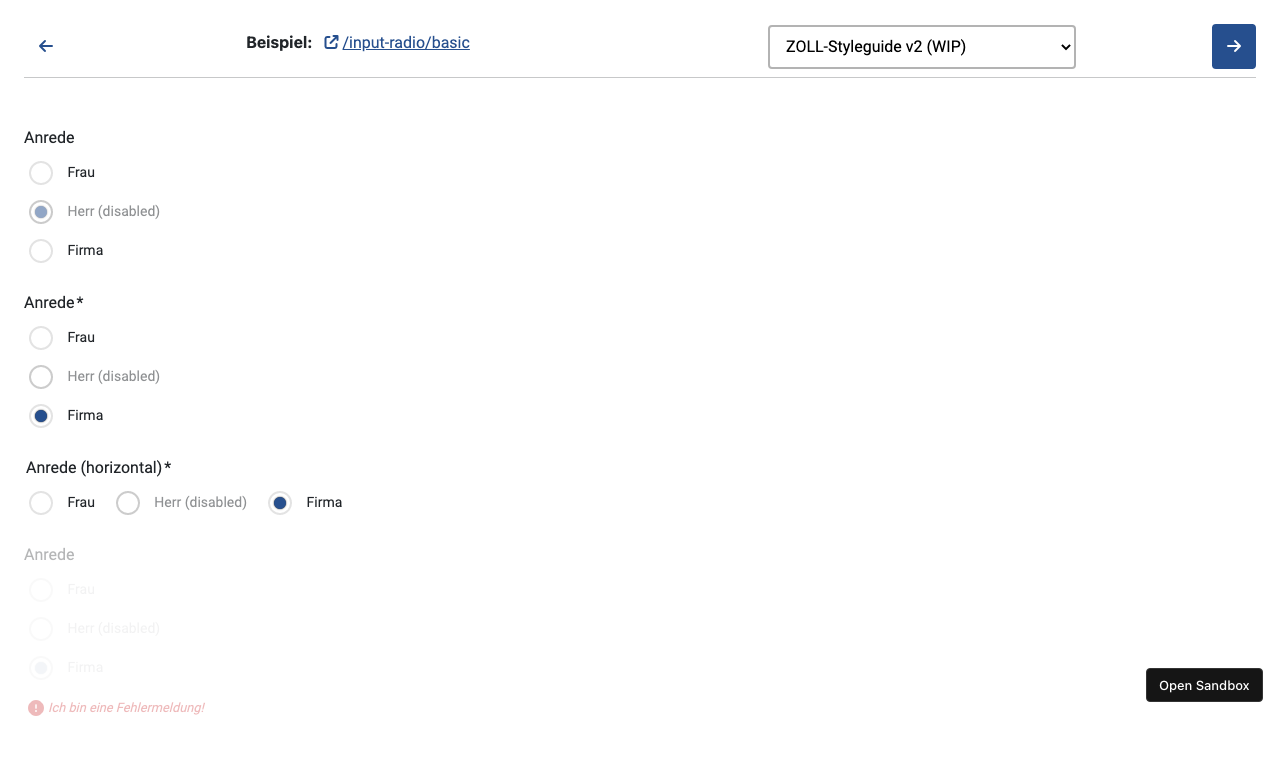 Beispiel: /input-radio/basic
ZOLL-Styleguide v2 (WIP)
Anrede
Frau
Herr (disabled)
Firma
Anrede*
Frau
Herr (disabled)
Firma
Anrede (horizontal)*
Frau Herr (disabled) Firma
Anrede
Frau
Herr (disabled)
Firma
Ich bin eine Fehlermeldung!
Open Sandbox